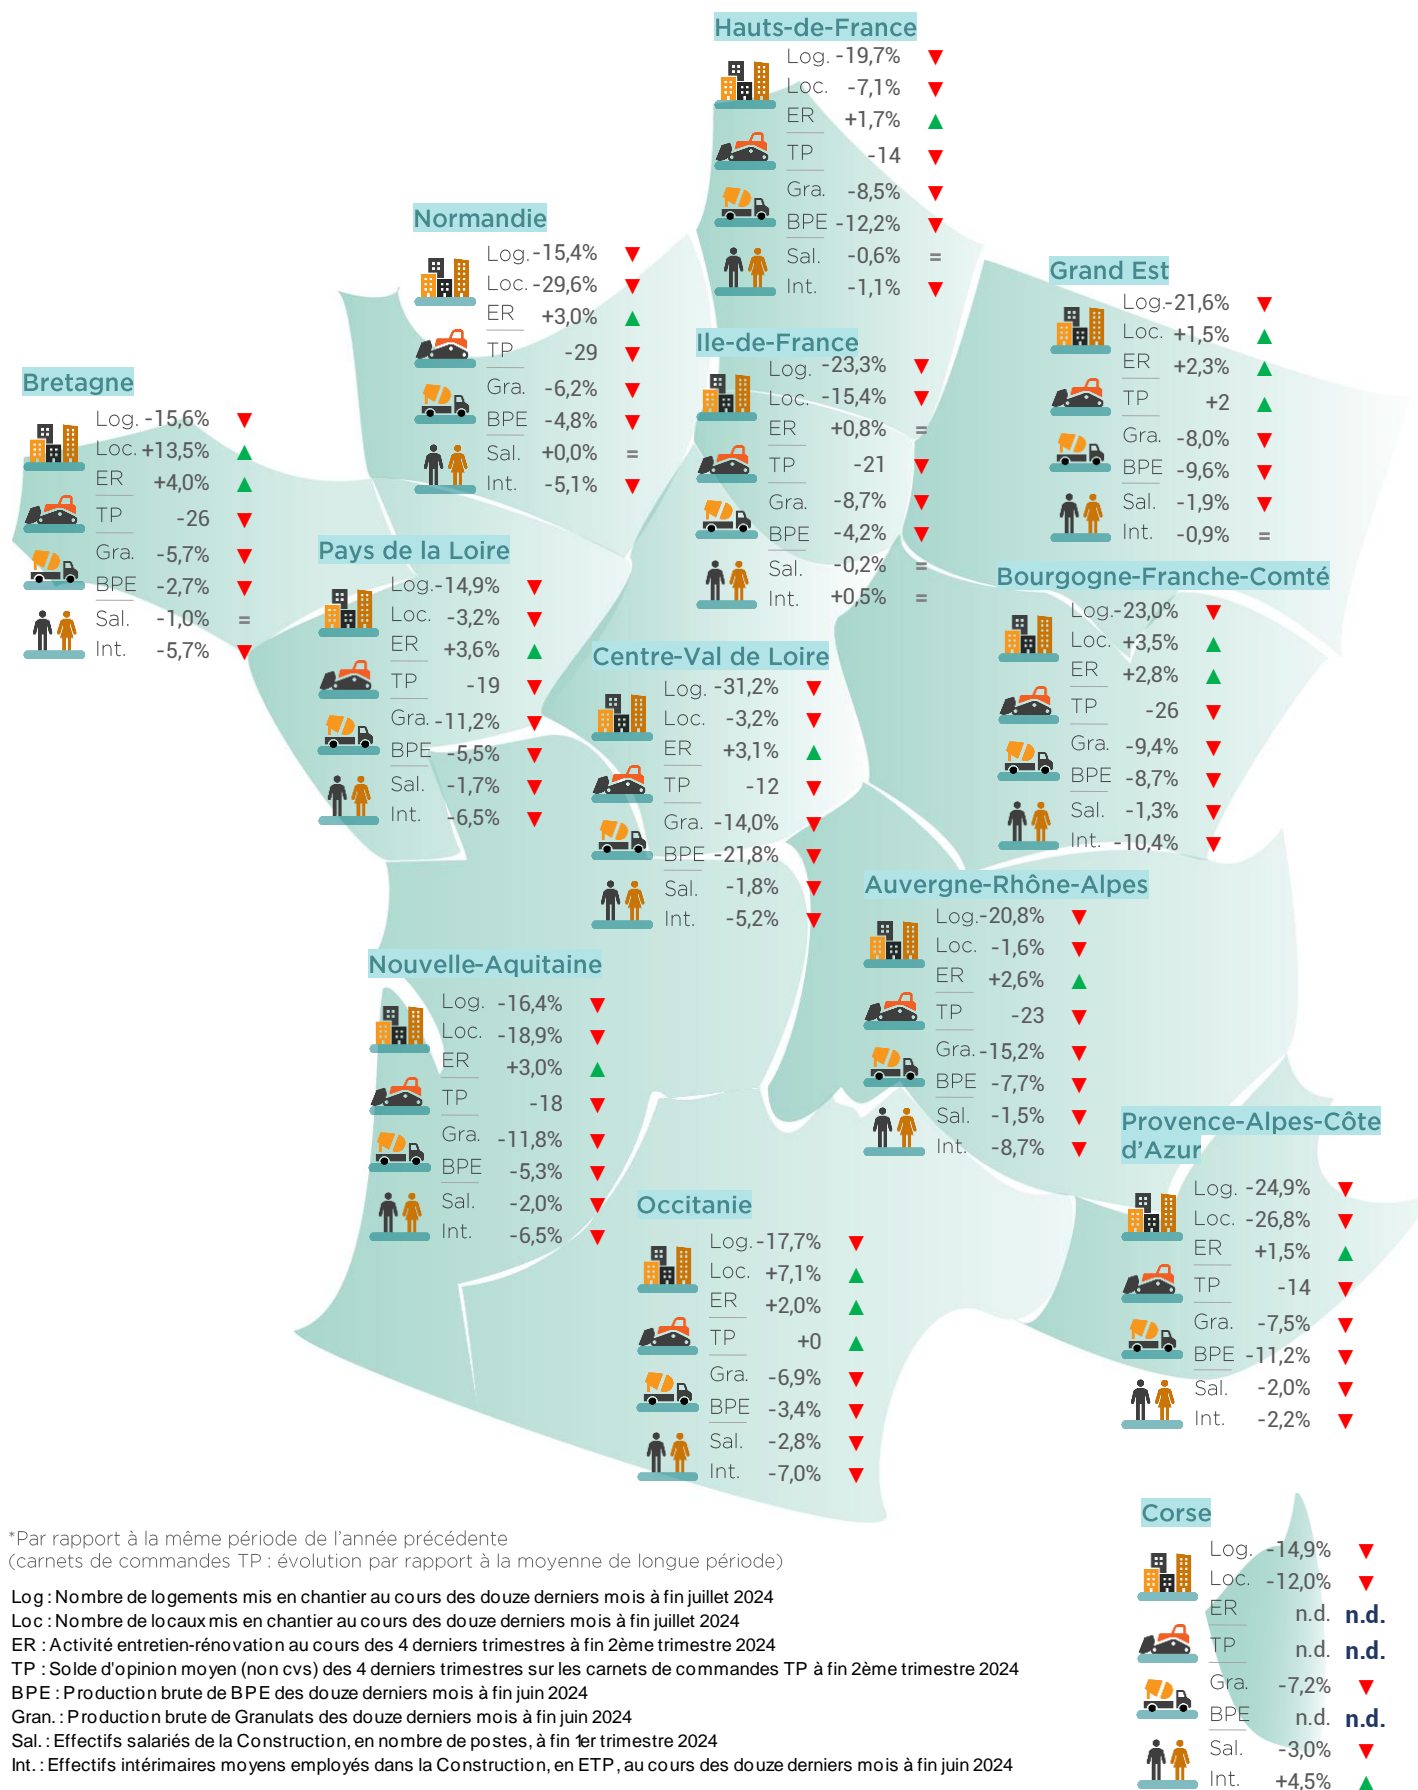 Hauts-de-France
Log. -19,7% ▼
Loc. -7,1% ▼
ER +1,7% ▲
TP -14 ▼
Gra. -8,5% ▼
BPE -12,2% ▼
Sal. -0,6% =
Int. -1,1% ▼
Normandie
Log. -15,4% ▼
Loc. -29,6% ▼
ER +3,0% ▲
TP -29 ▼
Gra. -6,2% ▼
BPE -4,8% ▼
Sal. +0,0% =
Int. -5,1% ▼
Grand Est
Log. -21,6% ▼
Loc. +1,5% ▲
ER +2,3% ▲
TP +2 ▲
Gra. -8,0% ▼
BPE -9,6% ▼
Sal. -1,9% ▼
Int. -0,9% =
Ile-de-France
Log. -23,3% ▼
Loc. -15,4% ▼
ER +0,8% =
TP -21 ▼
Gra. -8,7% ▼
BPE -4,2% ▼
Sal. -0,2% =
Int. +0,5% =
Bretagne
Log. -15,6% ▼
Loc. +13,5% ▲
ER +4,0% ▲
TP -26 ▼
Gra. -5,7% ▼
BPE -2,7% ▼
Sal. -1,0% =
Int. -5,7% ▼
Pays de la Loire
Log. -14,9% ▼
Loc. -3,2% ▼
ER +3,6% ▲
TP -19 ▼
Gra. -11,2% ▼
BPE -5,5% ▼
Sal. -1,7% ▼
Int. -6,5% ▼
Bourgogne-Franche-Comté
Log. -23,0% ▼
Loc. +3,5% ▲
ER +2,8% ▲
TP -26 ▼
Gra. -9,4% ▼
BPE -8,7% ▼
Sal. -1,3% ▼
Int. -10,4% ▼
Centre-Val de Loire
Log. -31,2% ▼
Loc. -3,2% ▼
ER +3,1% ▲
TP -12 ▼
Gra. -14,0% ▼
BPE -21,8% ▼
Sal. -1,8% ▼
Int. -5,2% ▼
Auvergne-Rhône-Alpes
Log. -20,8% ▼
Loc. -1,6% ▼
ER +2,6% ▲
TP -23 ▼
Gra. -15,2% ▼
BPE -7,7% ▼
Sal. -1,5% ▼
Int. -8,7% ▼
Nouvelle-Aquitaine
Log. -16,4% ▼
Loc. -18,9% ▼
ER +3,0% ▲
TP -18 ▼
Gra. -11,8% ▼
BPE -5,3% ▼
Sal. -2,0% ▼
Int. -6,5% ▼
Provence-Alpes-Côte
d'Azur
Log. -24,9% ▼
Loc. -26,8% ▼
ER +1,5% ▲
TP -14 ▼
Gra. -7,5% ▼
BPE -11,2% ▼
Sal. -2,0% ▼
Int. -2,2% ▼
Occitanie
Log. -17,7% ▼
Loc. +7,1% ▲
ER +2,0% ▲
TP +0 ▲
Gra. -6,9% ▼
BPE -3,4% ▼
Sal. -2,8% ▼
Int. -7,0% ▼
Corse
Log. -14,9% ▼
Loc. -12,0% ▼
ER n.d. n.d.
TP n.d. n.d.
Gra. -7,2% ▼
BPE n.d. n.d.
Sal. -3,0% ▼
Int. +4,5% ▲
*Par rapport à la même période de l'année précédente
(carnets de commandes TP : évolution par rapport à la moyenne de longue période)
Log : Nombre de logements mis en chantier au cours des douze derniers mois à fin juillet 2024
Loc : Nombre de locaux mis en chantier au cours des douze derniers mois à fin juillet 2024
ER : Activité entretien-rénovation au cours des 4 derniers trimestres à fin 2ème trimestre 2024
TP : Solde d'opinion moyen (non cvs) des 4 derniers trimestres sur les carnets de commandes TP à fin 2ème trimestre 2024
BPE : Production brute de BPE des douze derniers mois à fin juin 2024
Gran. : Production brute de Granulats des douze derniers mois à fin juin 2024
Sal. : Effectifs salariés de la Construction, en nombre de postes, à fin 1er trimestre 2024
Int. : Effectifs intérimaires moyens employés dans la Construction, en ETP, au cours des douze derniers mois à fin juin 2024